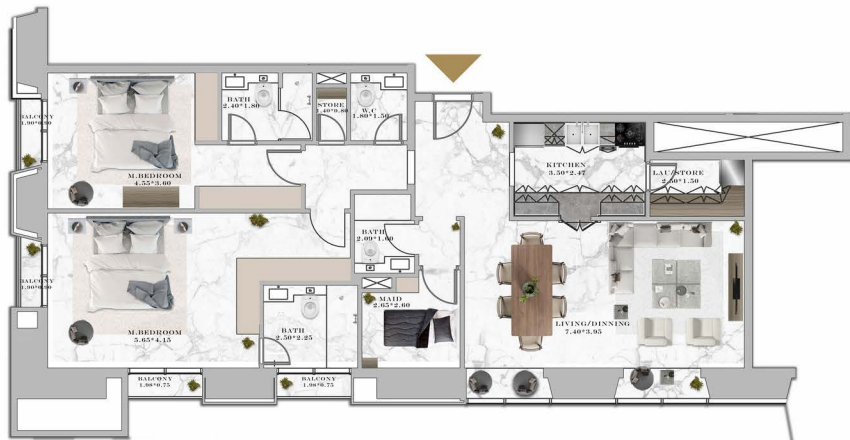 BATH
2.40*1.80
STORE
1.40*0.80
W.C
1.80*1.50
BALCONY
1.90*0.90
M.BEDROOM
4.55*3.60
KITCHEN
3.50*2.47
LAU/STORE
2.50*1.50
BATH
2.09*1.60
BALCONY
1.90*0.90
MAID
2.65*2.60
M.BEDROOM
5.65*4.15
BATH
2.50*2.25
LIVING/DINNING
7.40*3.95
BALCONY
1.98*0.75
BALCONY
1.98*0.75